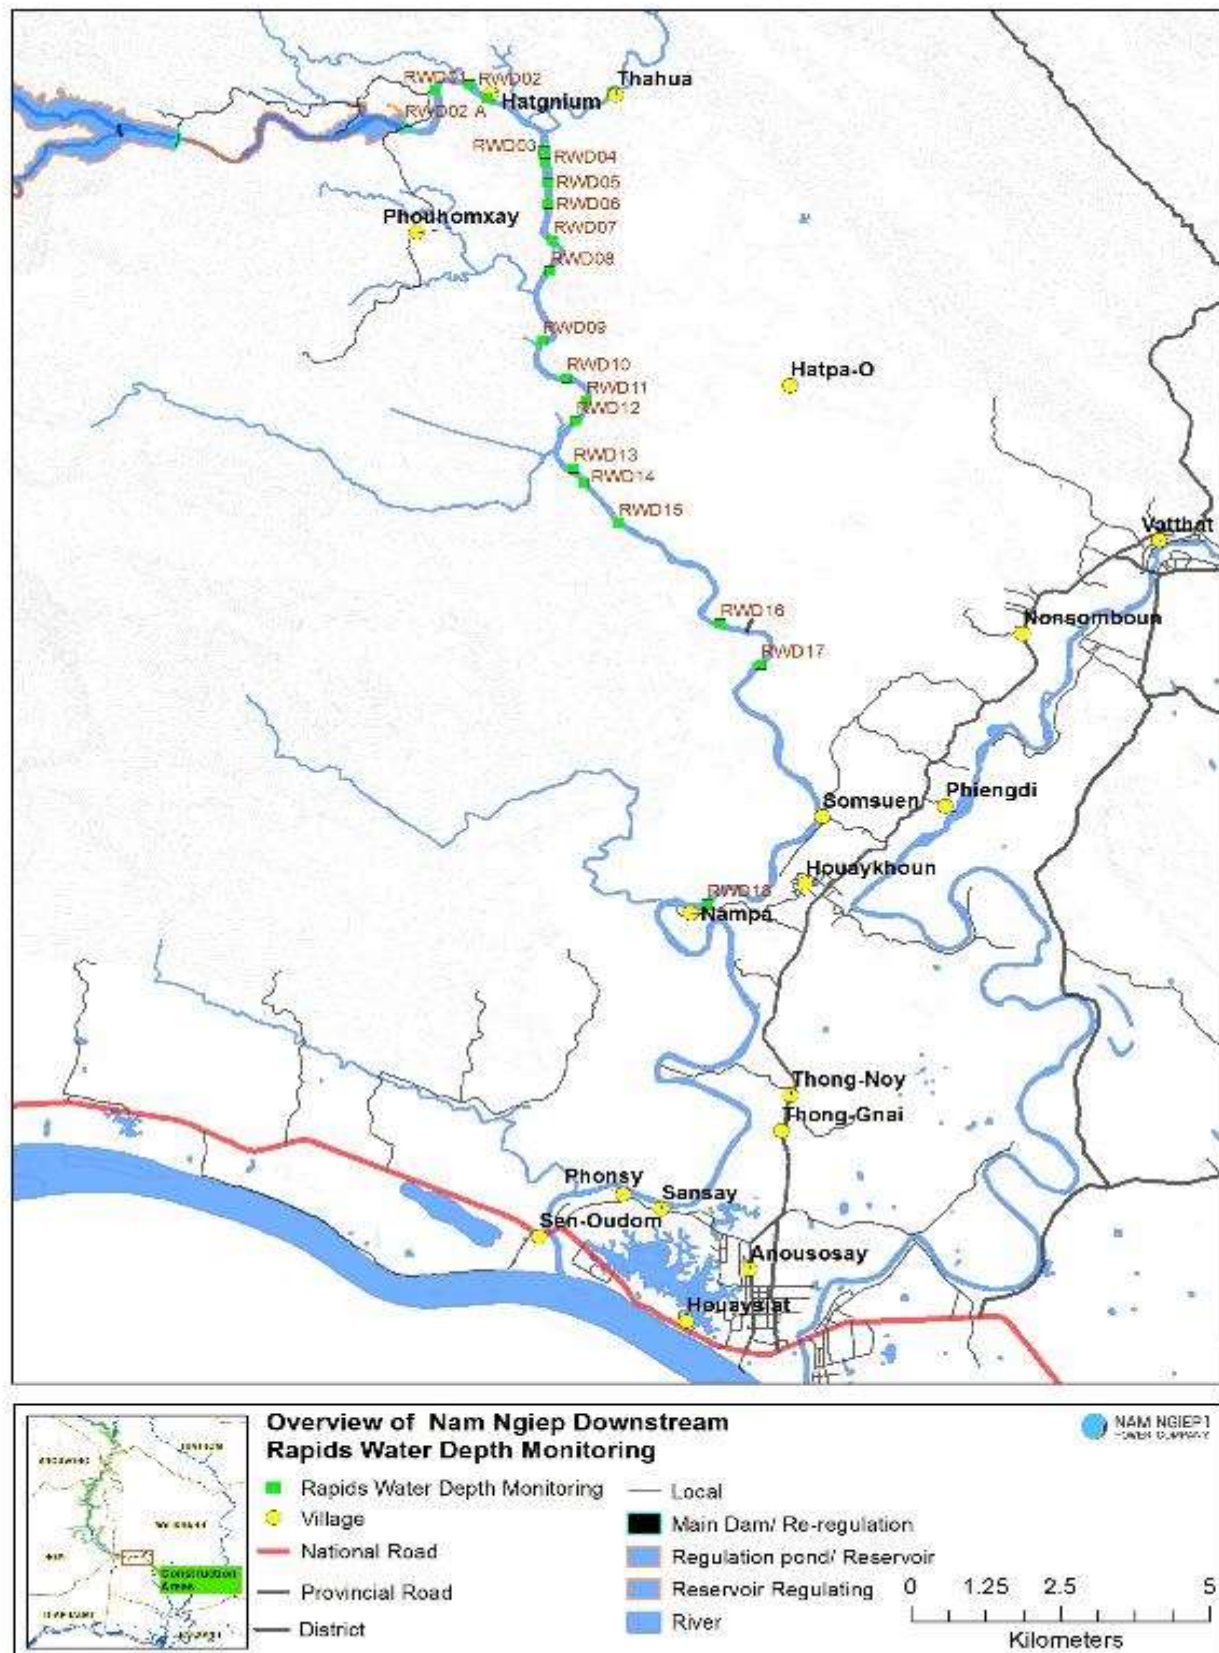 RWD01
RWD02
Thahua
Hatgnium
RWD02 A
RWD03
RWD04
RWD05
RWD06
Phouhomxay
RWD07
RWD08
RWD09
RWD10
Hatpa-O
RWD11
RWD12
RWD13
RWD14
RWD15
Vatthat
RWD16
Nonsomboun
RWD17
Phiengdi
Somsuen
Houaykhoun
RWD18
Nampa
Thong-Noy
Thong-Gnai
Phonsy
Sansay
Sen-Oudom
Anousosay
Houaysiat
Overview of Nam Ngiep Downstream
Rapids Water Depth Monitoring
NAM NGIEP 1
POWER COMPANY
Rapids Water Depth Monitoring
Village
National Road
Provincial Road
District
Local
Main Dam/ Re-regulation
Regulation pond/ Reservoir
Reservoir Regulating
River
0 1.25 2.5 5
Kilometers
Construction
Areas